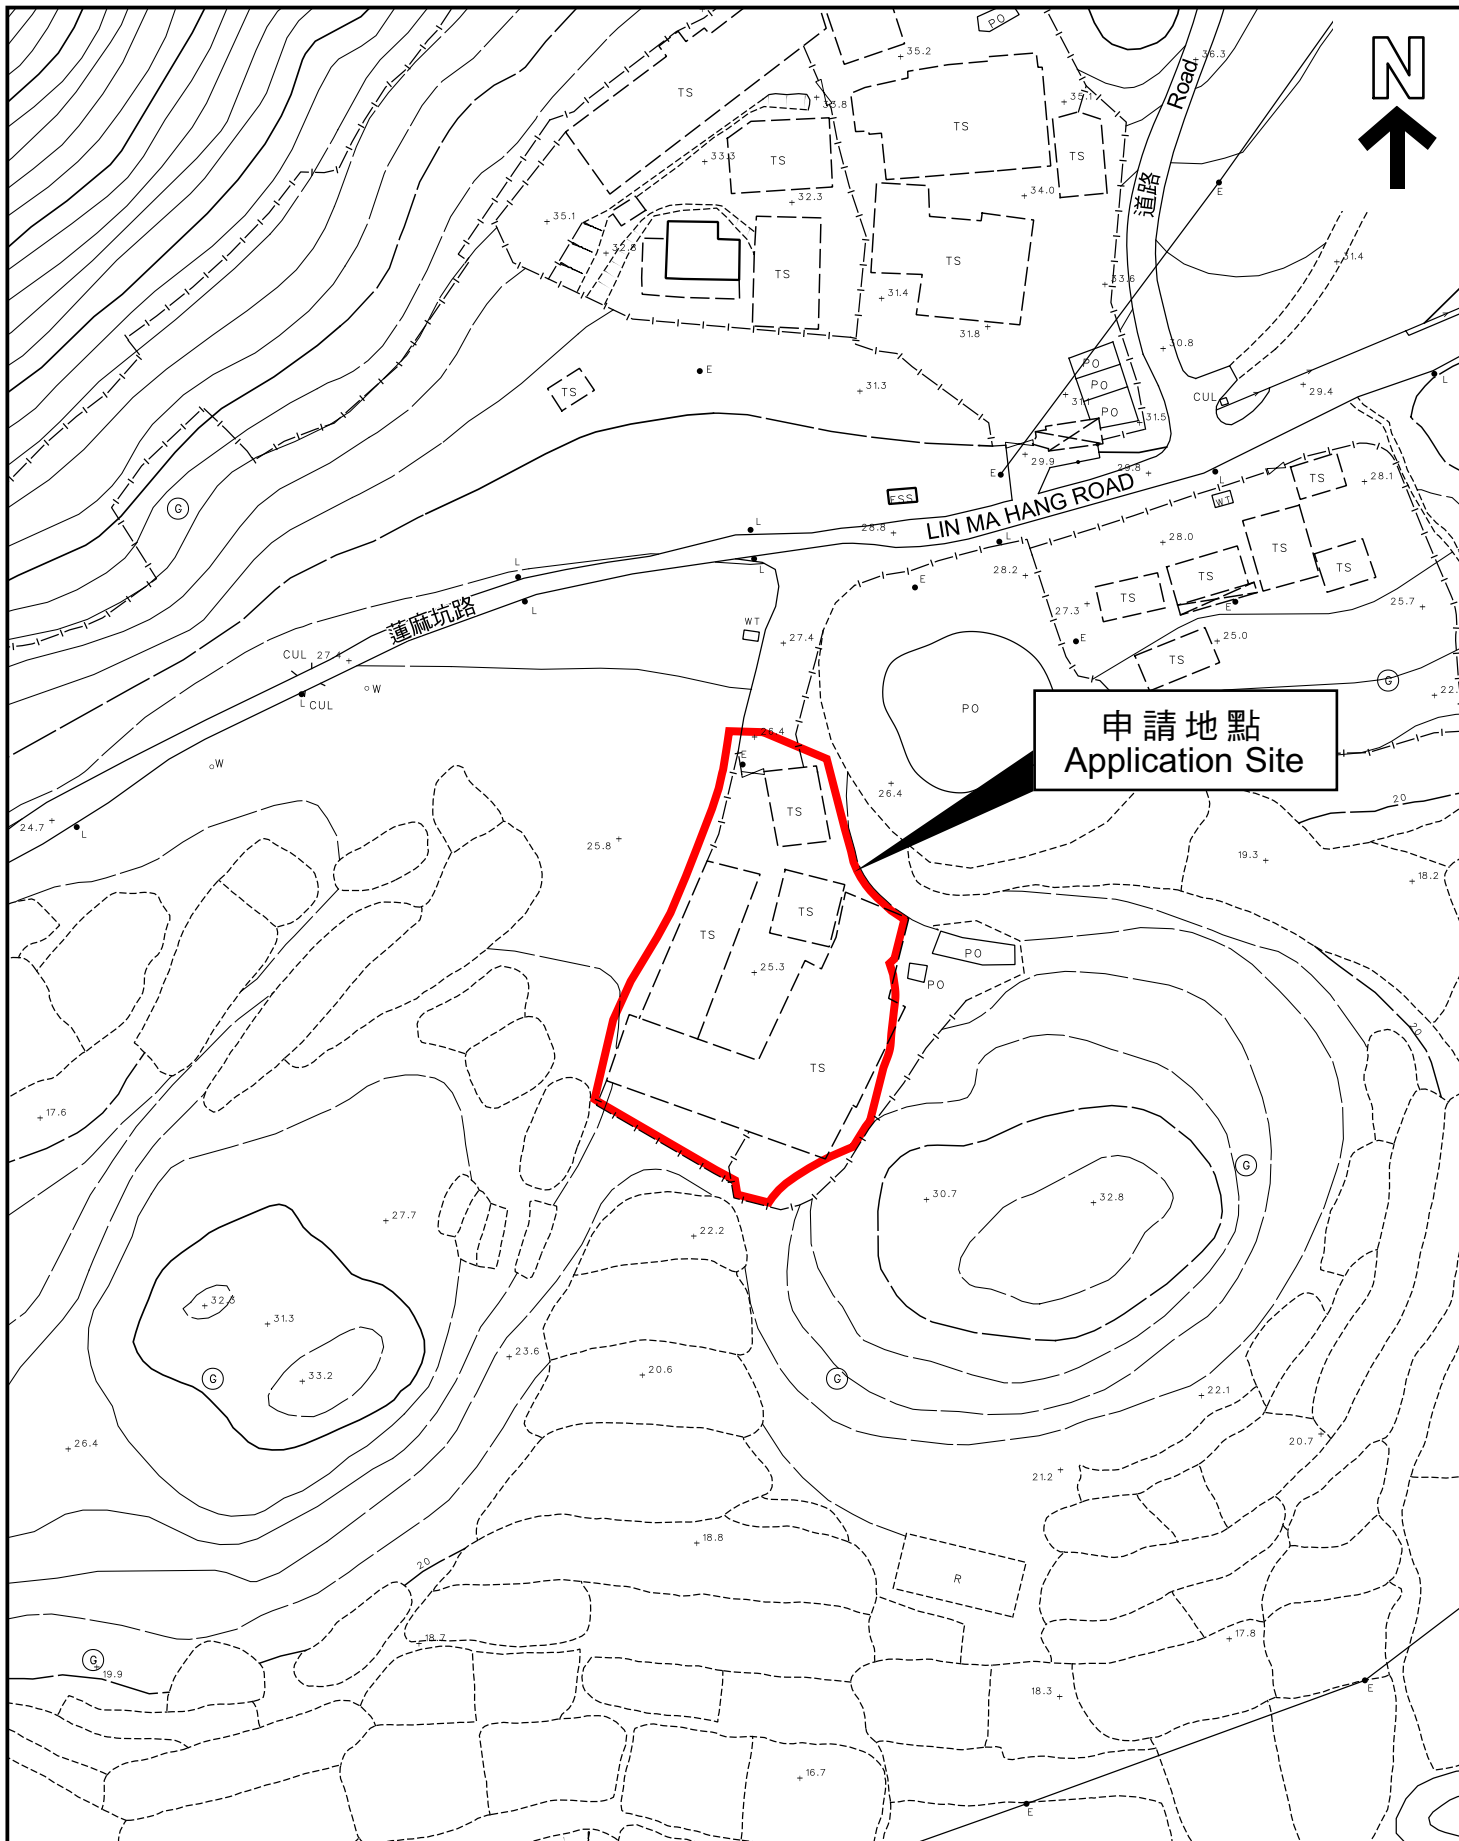 PO
36.3
35.2
N
TS
33.8
35.1
Road
TS
33.3
TS
TS
道路
34.0
E
32.3
35.1
32.8
TS
TS
31.4
33.6
31.4
31.8
30.8
PO
E
L
TS
PO
31.3
29.4
CUL
PO
31.5
29.9
29.8
E
L
TS
28.1
G
ESS
LIN MA HANG ROAD
WT
28.8
L
L
28.0
TS
L
28.2
TS
TS
L
E
TS
27.3
E
25.7
L
蓮麻坑路
WT
27.4
E
25.0
TS
CUL
27.4
G
W
L CUL
PO
申請地點
Application Site
26.4
E
W
26.4
20
TS
24.7
L
25.8
19.3
18.2
TS
TS
25.3
PO
PO
20
TS
17.6
G
30.7
32.8
27.7
22.2
32.3
31.3
23.6
20.6
G
33.2
G
22.1
26.4
20.7
21.2
18.8
20
R
18.7
17.8
G
19.9
18.3
E
16.7
E